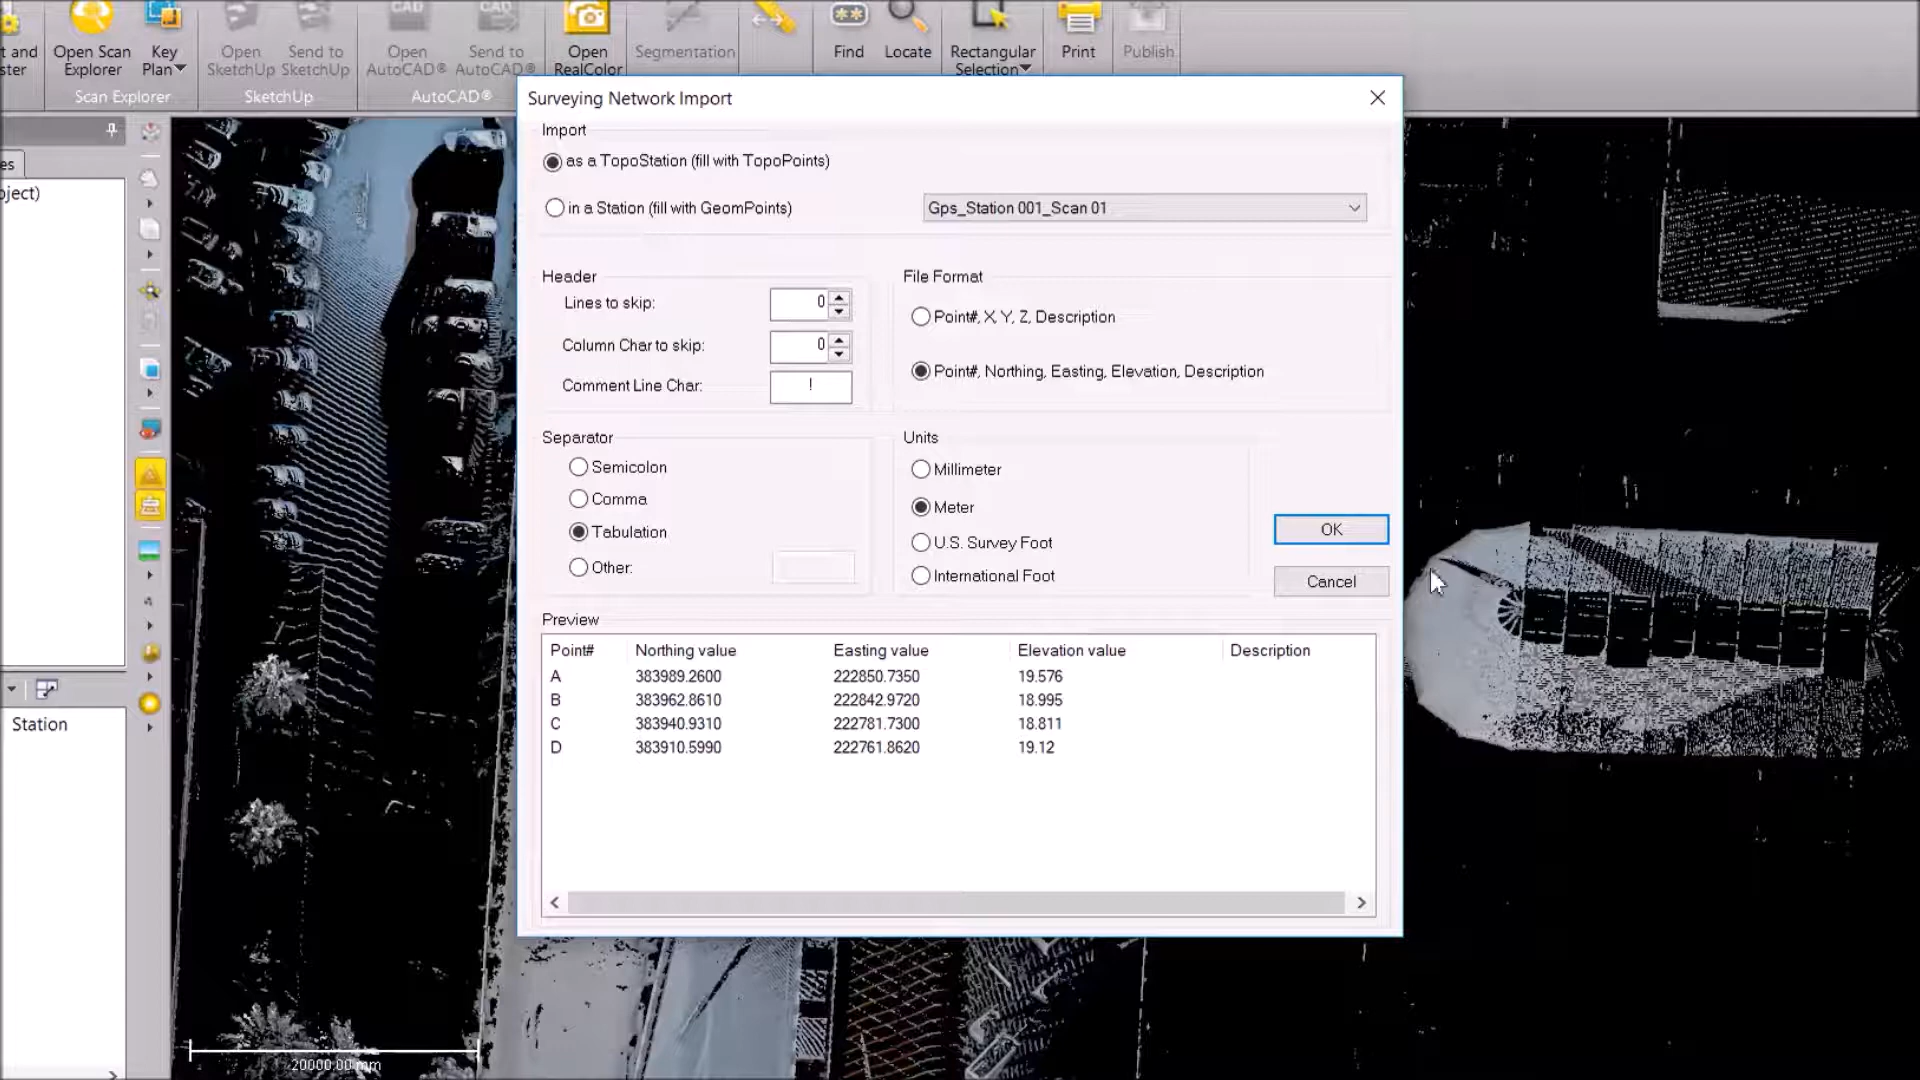 t and
ster
Open Scan
Explorer
Key
Plan
Scan Explorer
Open
SketchUp
Send to
SketchUp
SketchUp
CAD
Open
AutoCAD®
CAD
Send to
AutoCAD®
AutoCAD®
Open
RealColor
Segmentation
Find
Locate
Rectangular
Selection
Print
Publish
es
oject)
Station
Surveying Network Import
Import
as a TopoStation (fill with TopoPoints)
in a Station (fill with GeomPoints)
Gps_Station 001_Scan 01
Header
Lines to skip: 0
Column Char to skip: 0
Comment Line Char: !
File Format
Point#, X, Y, Z, Description
Point#, Northing, Easting, Elevation, Description
Separator
Semicolon
Comma
Tabulation
Other:
Units
Millimeter
Meter
U.S. Survey Foot
International Foot
OK
Cancel
Preview
Point# Northing value Easting value Elevation value Description
A 383989.2600 222850.7350 19.576
B 383962.8610 222842.9720 18.995
C 383940.9310 222781.7300 18.811
D 383910.5990 222761.8620 19.12
20000.00 mm